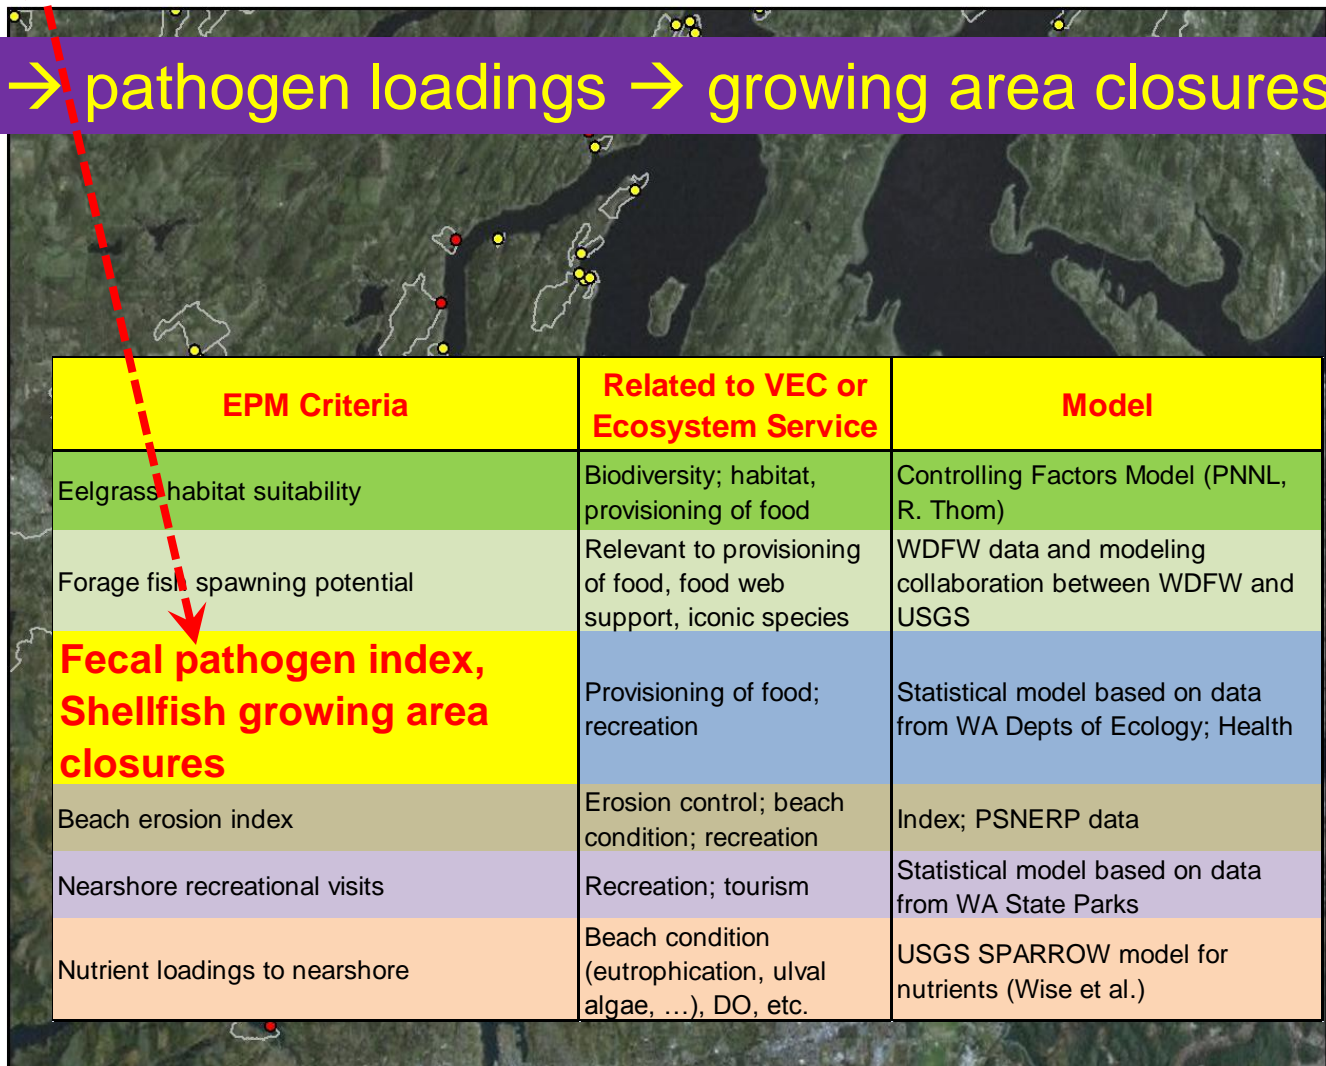 → pathogen loadings → growing area closures
EPM Criteria
Related to VEC or
Ecosystem Service
Model
Eelgrass habitat suitability
Biodiversity; habitat,
provisioning of food
Controlling Factors Model (PNNL,
R. Thom)
Forage fish spawning potential
Relevant to provisioning
of food, food web
support, iconic species
WDFW data and modeling
collaboration between WDFW and
USGS
Fecal pathogen index,
Shellfish growing area
closures
Provisioning of food;
recreation
Statistical model based on data
from WA Depts of Ecology; Health
Beach erosion index
Erosion control; beach
condition; recreation
Index; PSNERP data
Nearshore recreational visits
Recreation; tourism
Statistical model based on data
from WA State Parks
Nutrient loadings to nearshore
Beach condition
(eutrophication, ulval
algae, …), DO, etc.
USGS SPARROW model for
nutrients (Wise et al.)